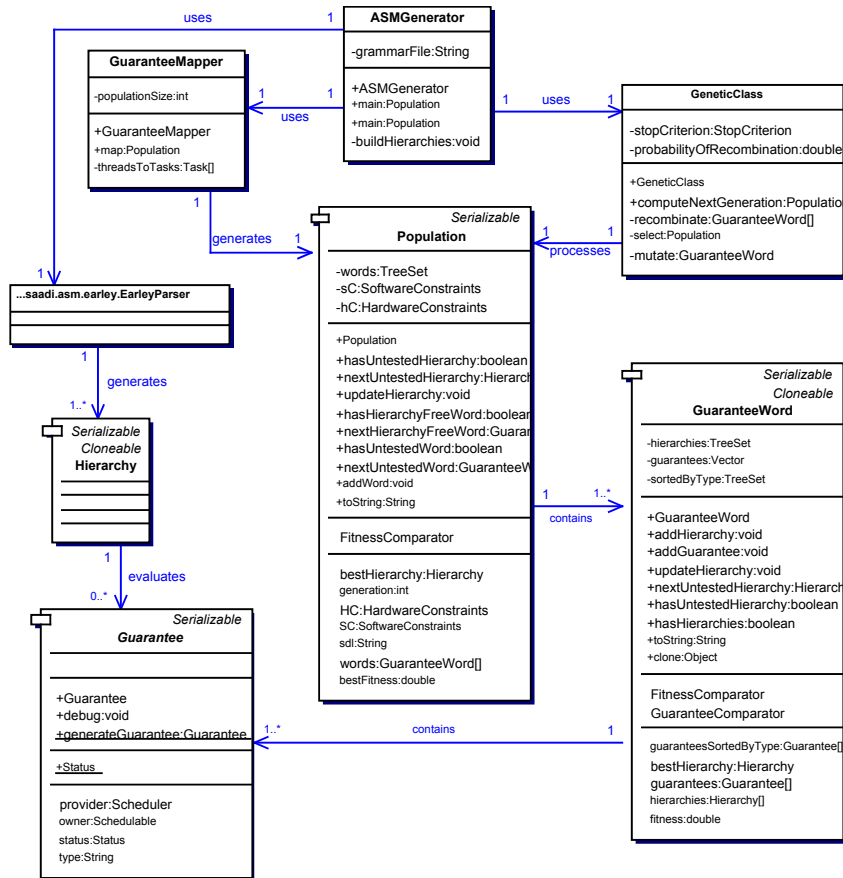 ASMGenerator
-grammarFile:String
+ASMGenerator
+main:Population
+main:Population
-buildHierarchies:void
uses
1
1
GuaranteeMapper
-populationSize:int
+GuaranteeMapper
+map:Population
-threadsToTasks:Task[]
1
1
uses
1
uses
1
GeneticClass
-stopCriterion:StopCriterion
-probabilityOfRecombination:double
+GeneticClass
+computeNextGeneration:Populatio
-recombinate:GuaranteeWord[]
-select:Population
-mutate:GuaranteeWord
1
generates
1
1
processes
1
Serializable
Population
-words:TreeSet
-sC:SoftwareConstraints
-hC:HardwareConstraints
+Population
+hasUntestedHierarchy:boolean
+nextUntestedHierarchy:Hierarch
+updateHierarchy:void
+hasHierarchyFreeWord:boolean
+nextHierarchyFreeWord:Guaran
+hasUntestedWord:boolean
+nextUntestedWord:GuaranteeW
+addWord:void
+toString:String
FitnessComparator
bestHierarchy:Hierarchy
generation:int
HC:HardwareConstraints
SC:SoftwareConstraints
sdl:String
words:GuaranteeWord[]
bestFitness:double
1
...saadi.asm.earley.EarleyParser
1
generates
1..*
Serializable
Cloneable
Hierarchy
1
evaluates
0..*
Serializable
Guarantee
+Guarantee
+debug:void
+generateGuarantee:Guarantee
+Status
provider:Scheduler
owner:Schedulable
status:Status
type:String
1
1..*
contains
Serializable
Cloneable
GuaranteeWord
-hierarchies:TreeSet
-guarantees:Vector
-sortedByType:TreeSet
+GuaranteeWord
+addHierarchy:void
+addGuarantee:void
+updateHierarchy:void
+nextUntestedHierarchy:Hierarch
+hasUntestedHierarchy:boolean
+hasHierarchies:boolean
+toString:String
+clone:Object
FitnessComparator
GuaranteeComparator
guaranteesSortedByType:Guarantee[]
bestHierarchy:Hierarchy
guarantees:Guarantee[]
hierarchies:Hierarchy[]
fitness:double
1..*
contains
1